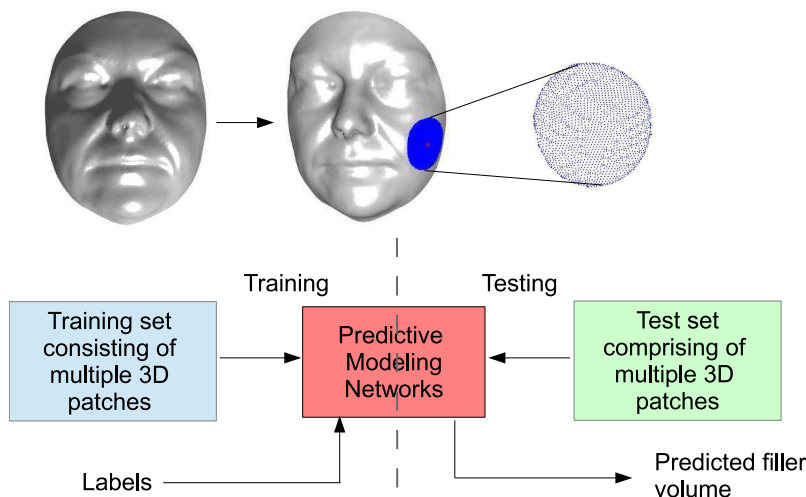 Training
Testing
Training set
consisting of
multiple 3D
patches
Predictive
Modeling
Networks
Test set
comprising of
multiple 3D
patches
Labels
Predicted filler
volume